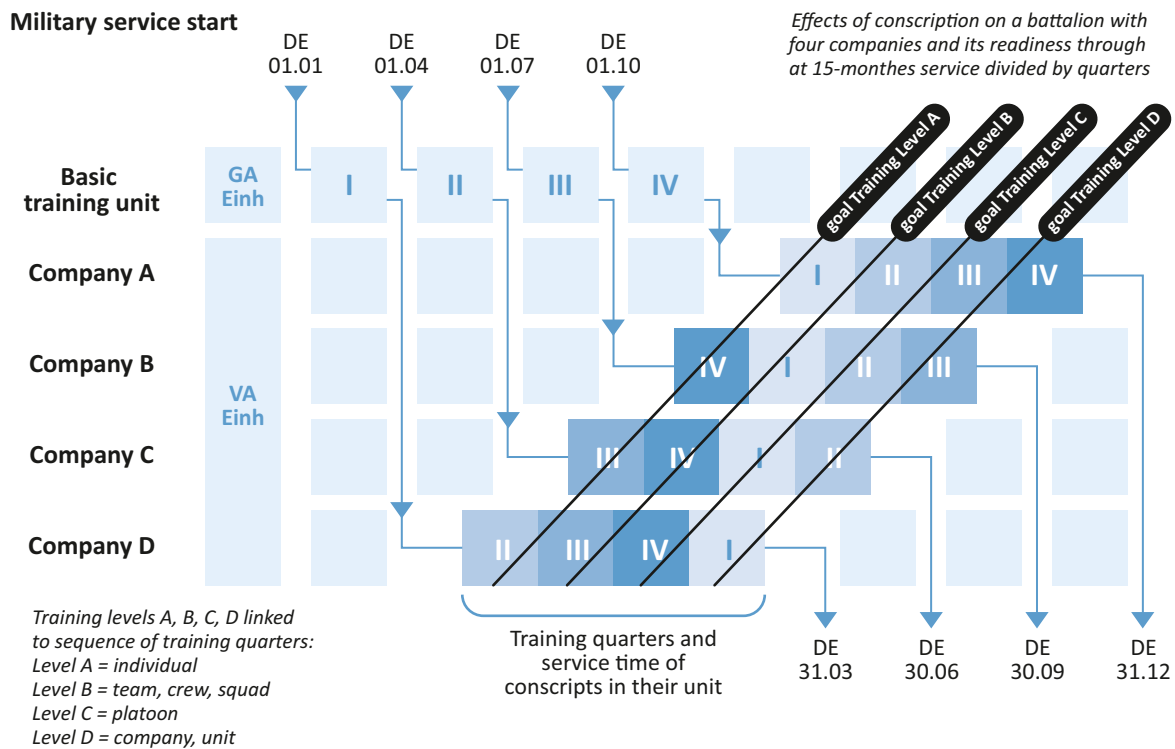 Military service start
Effects of conscription on a battalion with
four companies and its readiness through
at 15-monthes service divided by quarters
DE
01.01
DE
01.04
DE
01.07
DE
01.10
goal Training Level A
goal Training Level B
goal Training Level C
goal Training Level D
Basic
training unit
GA
Einh
I
II
III
IV
Company A
I
II
III
IV
Company B
IV
I
II
III
VA
Einh
Company C
III
IV
I
II
Company D
II
III
IV
I
Training levels A, B, C, D linked
to sequence of training quarters:
Level A = individual
Level B = team, crew, squad
Level C = platoon
Level D = company, unit
Training quarters and
service time of
conscripts in their unit
DE
31.03
DE
30.06
DE
30.09
DE
31.12